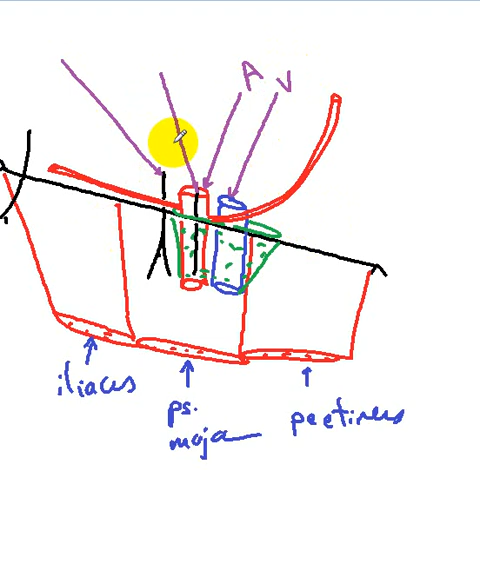 A V
iliacus
ps.
moja
pectineus